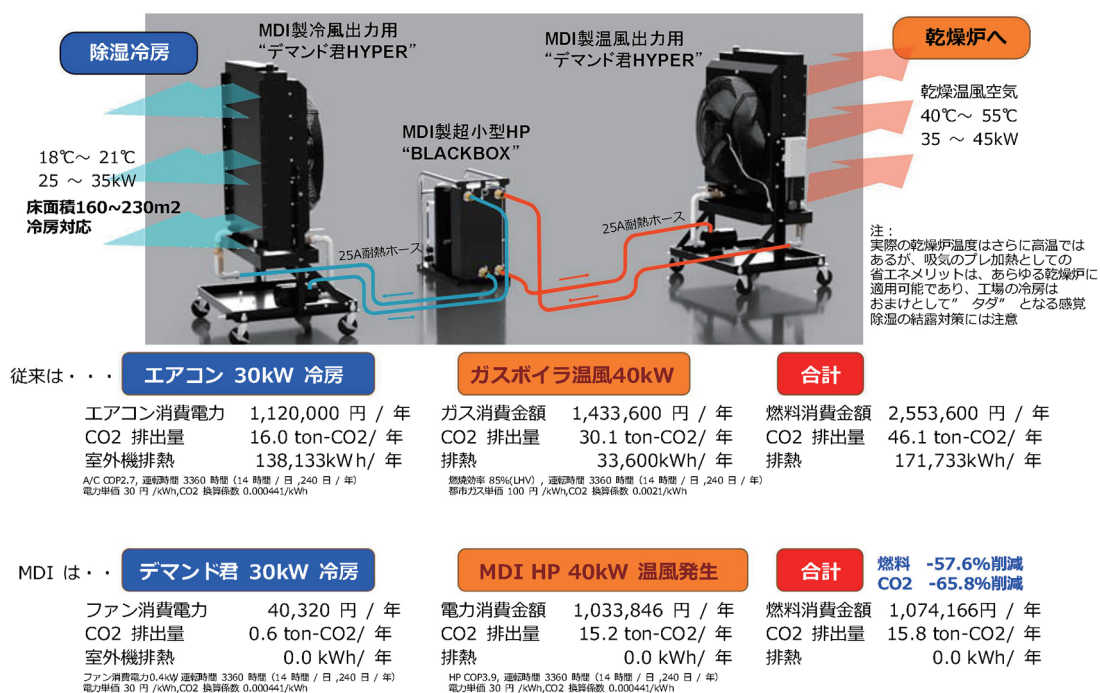 除湿冷房
MDI製冷風出力用
“デマンド君HYPER”
MDI製温風出力用
“デマンド君HYPER”
乾燥炉へ
MDI製超小型HP
“BLACKBOX”
乾燥温風空気
40℃～ 55℃
35 ～ 45kW
18℃～ 21℃
25 ～ 35kW
床面積160~230m2
冷房対応
25A耐熱ホース
25A耐熱ホース
注：
実際の乾燥炉温度はさらに高温では
あるが、吸気のプレ加熱としての
省エネメリットは、あらゆる乾燥炉に
適用可能であり、工場の冷房は
おまけとして” タダ” となる感覚
除湿の結露対策には注意
従来は・・・
エアコン 30kW 冷房
ガスボイラ温風40kW
合計
エアコン消費電力 1,120,000 円 / 年
CO2 排出量 16.0 ton-CO2/ 年
室外機排熱 138,133kWh/ 年
A/C COP2.7, 運転時間 3360 時間（14 時間 / 日 ,240 日 / 年）
電力単価 30 円 /kWh,CO2 換算係数 0.000441/kWh
ガス消費金額 1,433,600 円 / 年
CO2 排出量 30.1 ton-CO2/ 年
排熱 33,600kWh/ 年
燃焼効率 85%(LHV) , 運転時間 3360 時間（14 時間 / 日 ,240 日 / 年）
都市ガス単価 100 円 /kWh,CO2 換算係数 0.0021/kWh
燃料消費金額 2,553,600 円 / 年
CO2 排出量 46.1 ton-CO2/ 年
排熱 171,733kWh/ 年
MDI は・・
デマンド君 30kW 冷房
MDI HP 40kW 温風発生
合計
燃料 -57.6%削減
CO2 -65.8%削減
ファン消費電力 40,320 円 / 年
CO2 排出量 0.6 ton-CO2/ 年
室外機排熱 0.0 kWh/ 年
ファン消費電力0.4kW 運転時間 3360 時間（14 時間 / 日 ,240 日 / 年）
電力単価 30 円 /kWh,CO2 換算係数 0.000441/kWh
電力消費金額 1,033,846 円 / 年
CO2 排出量 15.2 ton-CO2/ 年
排熱 0.0 kWh/ 年
HP COP3.9, 運転時間 3360 時間（14 時間 / 日 ,240 日 / 年）
電力単価 30 円 /kWh,CO2 換算係数 0.000441/kWh
燃料消費金額 1,074,166円 / 年
CO2 排出量 15.8 ton-CO2/ 年
排熱 0.0 kWh/ 年